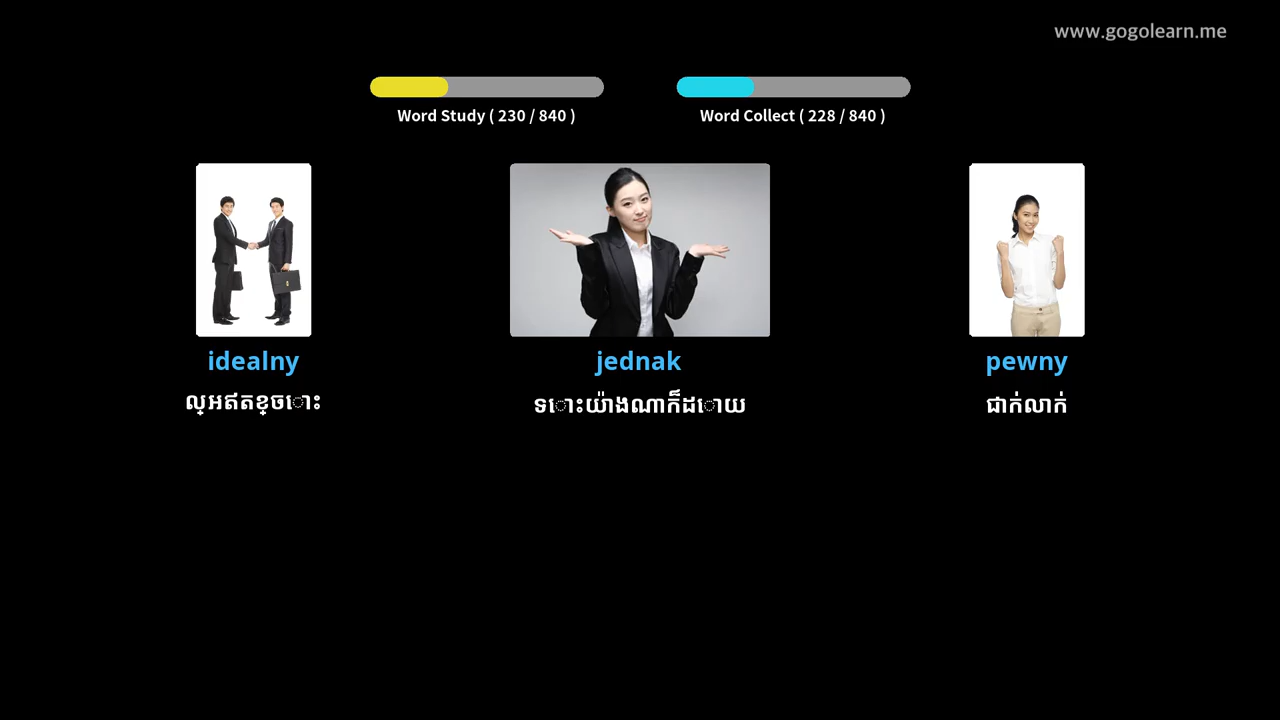 www.gogolearn.me
Word Study ( 230 / 840 )
Word Collect ( 228 / 840 )
idealny
jednak
pewny
ល្អឥតខ្ចោះ
ទោះយ៉ាងណាក៏ដោយ
ជាក់លាក់